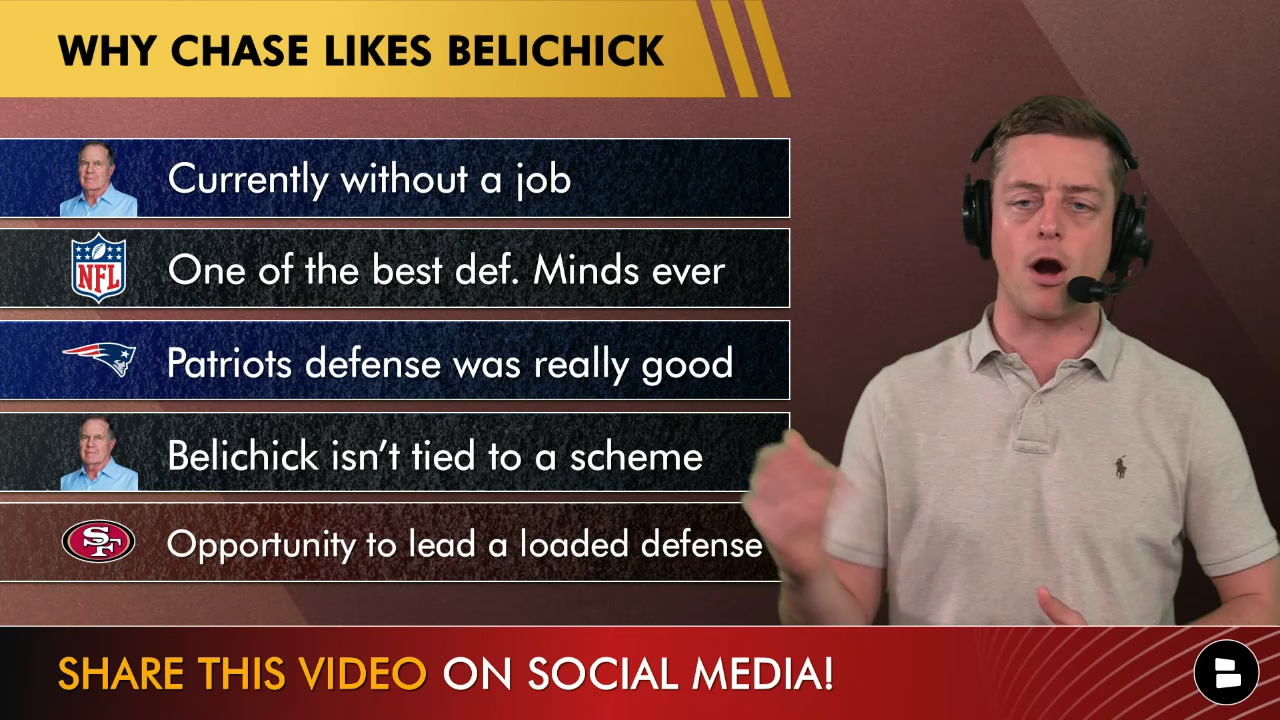 WHY CHASE LIKES BELICHICK
Currently without a job
NFL
One of the best def. Minds ever
Patriots defense was really good
Belichick isn't tied to a scheme
SF
Opportunity to lead a loaded defense
SHARE THIS VIDEO ON SOCIAL MEDIA!